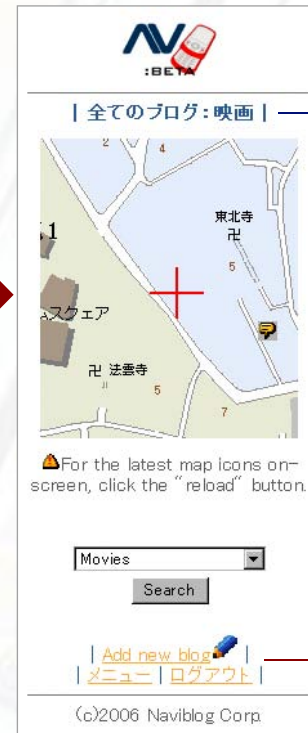 NV
:BETA
| 全てのブログ:映画 |
2
4
東北寺
卍
1
5
スクェア
卍 法雲寺
5
7
For the latest map icons on-
screen, click the "reload" button.
Movies
Search
| Add new blog |
| メニュー | ログアウト |
(c)2006 Naviblog Corp.